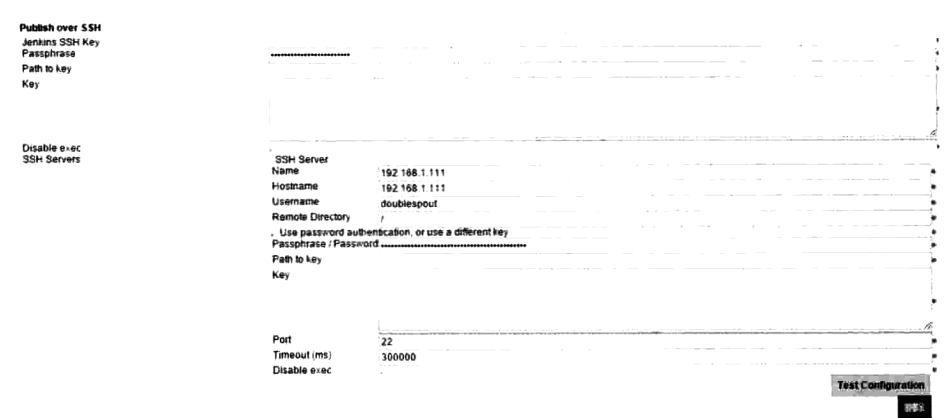 Publish over SSH
Jenkins SSH Key
Passphrase ••••••••••••••••••••••••
Path to key
Key
Disable exec
SSH Servers
SSH Server
Name 192.168.1.111
Hostname 192.168.1.111
Username doublespout
Remote Directory /
Use password authentication, or use a different key
Passphrase / Password ••••••••••••••••••••••••••••••••••••••••••••
Path to key
Key
Port 22
Timeout (ms) 300000
Disable exec
Test Configuration